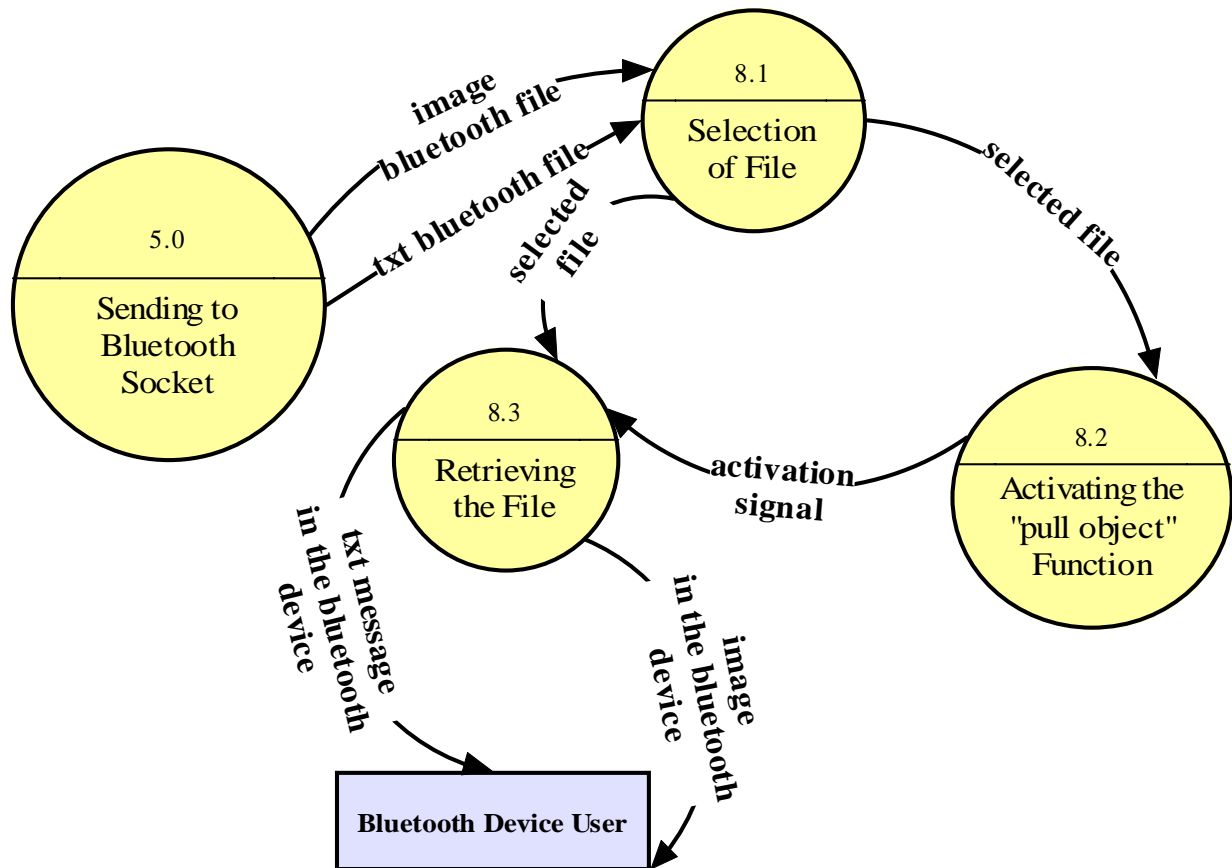 8.1
Selection
of File
image
bluetooth file
txt bluetooth file
selected
file
selected file
5.0
Sending to
Bluetooth
Socket
8.3
Retrieving
the File
activation
signal
8.2
Activating the
"pull object"
Function
txt message
in the bluetooth
device
image
in the bluetooth
device
Bluetooth Device User